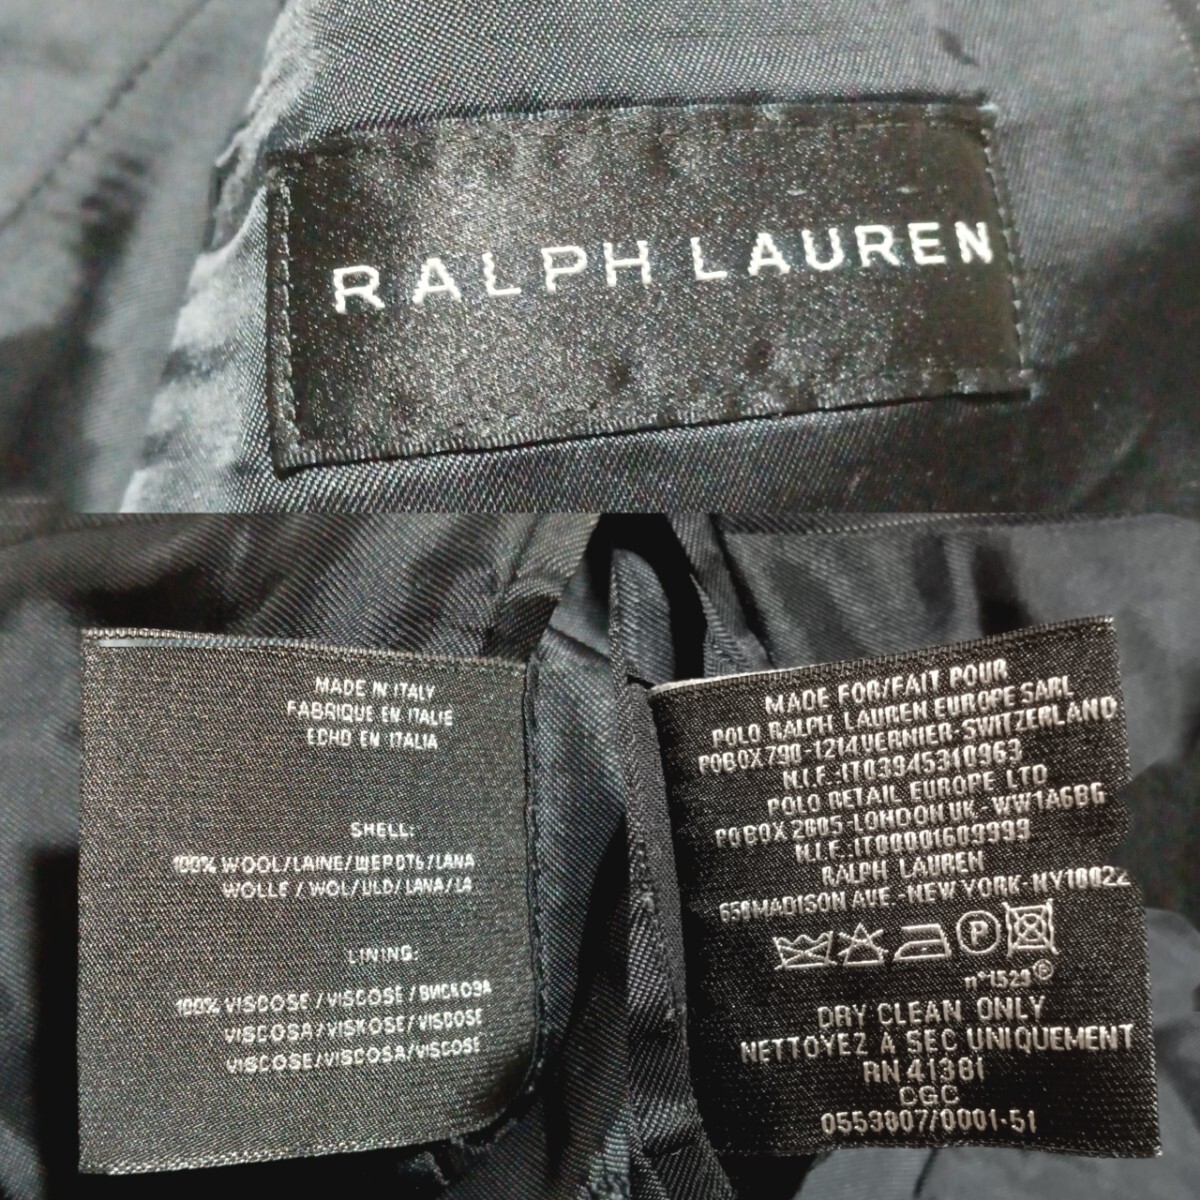 RALPH LAUREN
MADE IN ITALY
FABRIQUE EN ITALIE
ECHO EN ITALIA
SHELL:
100% WOOL/LAINE/ШЕРОТЬ/LANA
WOLLE / WOL/ULD/LANA/LA
LINING:
100% VISCOSE / VISCOSE / ВИСКОЗА
VISCOSA/VISKOSE/VISCOSE
VISCOSE/VISCOSA/VISCOSE
MADE FOR/FAIT POUR
POLO RALPH LAUREN EUROPE SARL
POBOX 790-1214 VERNIER-SWITZERLAND
N.I.F.-IT03945310963
POLO RETAIL EUROPE LTD
POBOX 2885-LONDON UK- WW1A6BG
N.I.F.-IT00001609999
RALPH LAUREN
650 MADISON AVE.-NEW YORK-NY10022
P
n°1529®
DRY CLEAN ONLY
NETTOYEZ A SEC UNIQUEMENT
RN 41381
CGC
0553807/0001-51